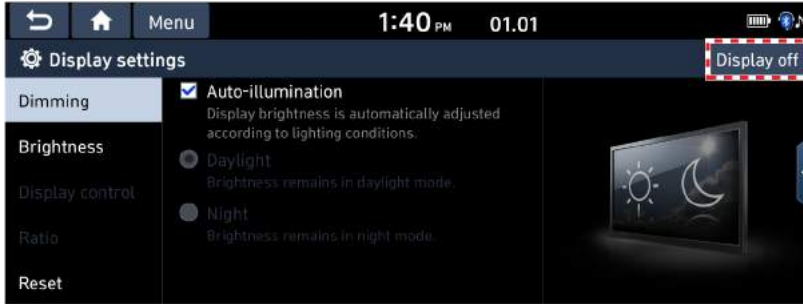 Menu
1:40 PM
01.01
Display settings
Display off
Dimming
Auto-illumination
Display brightness is automatically adjusted
according to lighting conditions.
Brightness
Daylight
Brightness remains in daylight mode.
Display control
Night
Brightness remains in night mode.
Ratio
Reset